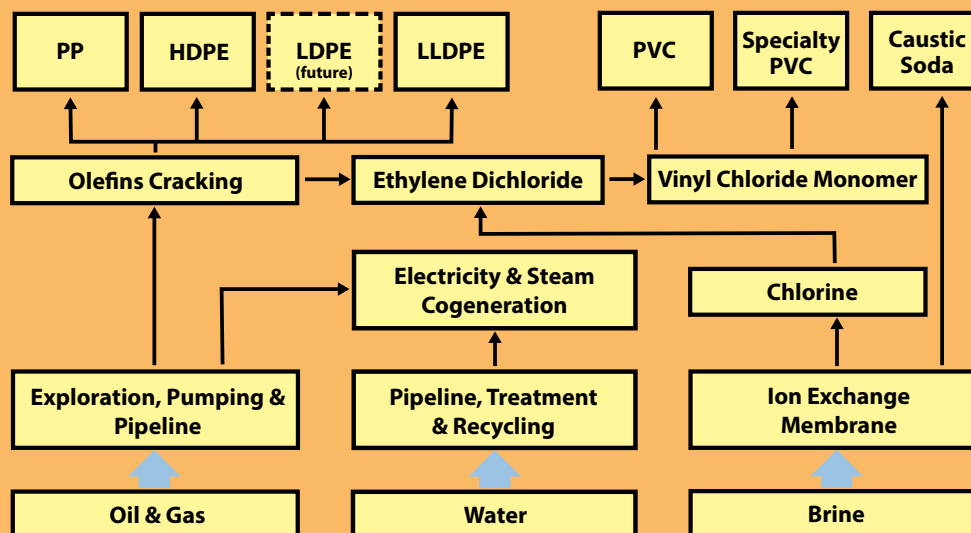 PP
HDPE
LDPE
(future)
LLDPE
PVC
Specialty
PVC
Caustic
Soda
Olefins Cracking
Ethylene Dichloride
Vinyl Chloride Monomer
Electricity & Steam
Cogeneration
Chlorine
Exploration, Pumping &
Pipeline
Pipeline, Treatment
& Recycling
Ion Exchange
Membrane
Oil & Gas
Water
Brine